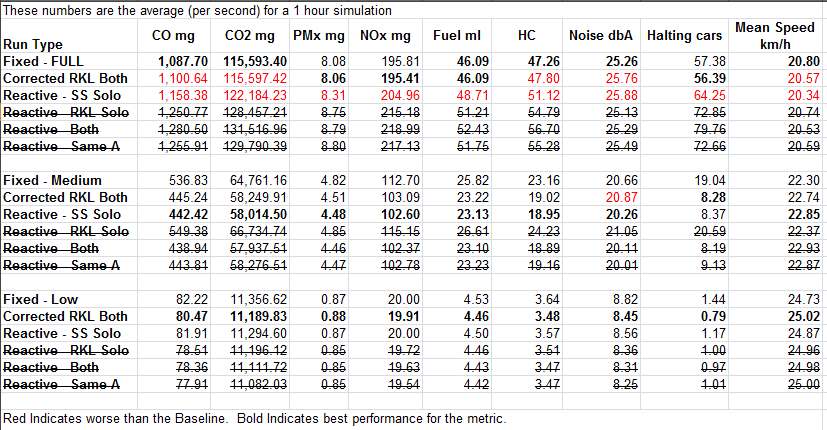 These numbers are the average (per second) for a 1 hour simulation
Run Type CO mg CO2 mg PMx mg NOx mg Fuel ml HC Noise dbA Halting cars Mean Speed km/h
Fixed - FULL 1,087.70 115,593.40 8.08 195.81 46.09 47.26 25.26 57.38 20.80
Corrected RKL Both 1,100.64 115,597.42 8.06 195.41 46.09 47.80 25.76 56.39 20.57
Reactive - SS Solo 1,158.38 122,184.23 8.31 204.96 48.71 51.12 25.88 64.25 20.34
Reactive - RKL Solo 1,250.77 128,457.21 8.75 215.18 51.21 54.79 25.13 72.85 20.74
Reactive - Both 1,280.50 131,516.96 8.79 218.99 52.43 56.70 25.29 79.76 20.53
Reactive - Same A 1,255.91 129,790.39 8.80 217.13 51.75 55.28 25.49 72.66 20.59
Fixed - Medium 536.83 64,761.16 4.82 112.70 25.82 23.16 20.66 19.04 22.30
Corrected RKL Both 445.24 58,249.91 4.51 103.09 23.22 19.02 20.87 8.28 22.74
Reactive - SS Solo 442.42 58,014.50 4.48 102.60 23.13 18.95 20.26 8.37 22.85
Reactive - RKL Solo 549.38 66,734.74 4.85 115.15 26.61 24.23 21.05 20.59 22.37
Reactive - Both 438.94 57,937.51 4.46 102.37 23.10 18.89 20.11 8.19 22.93
Reactive - Same A 443.81 58,276.51 4.47 102.78 23.23 19.16 20.01 9.13 22.87
Fixed - Low 82.22 11,356.62 0.87 20.00 4.53 3.64 8.82 1.44 24.73
Corrected RKL Both 80.47 11,189.83 0.88 19.91 4.46 3.48 8.45 0.79 25.02
Reactive - SS Solo 81.91 11,294.60 0.87 20.00 4.50 3.57 8.56 1.17 24.87
Reactive - RKL Solo 78.51 11,196.12 0.85 19.72 4.46 3.51 8.36 1.00 24.96
Reactive - Both 78.36 11,111.72 0.85 19.63 4.43 3.47 8.31 0.97 24.98
Reactive - Same A 77.91 11,082.03 0.85 19.54 4.42 3.47 8.25 1.01 25.00
Red Indicates worse than the Baseline. Bold Indicates best performance for the metric.